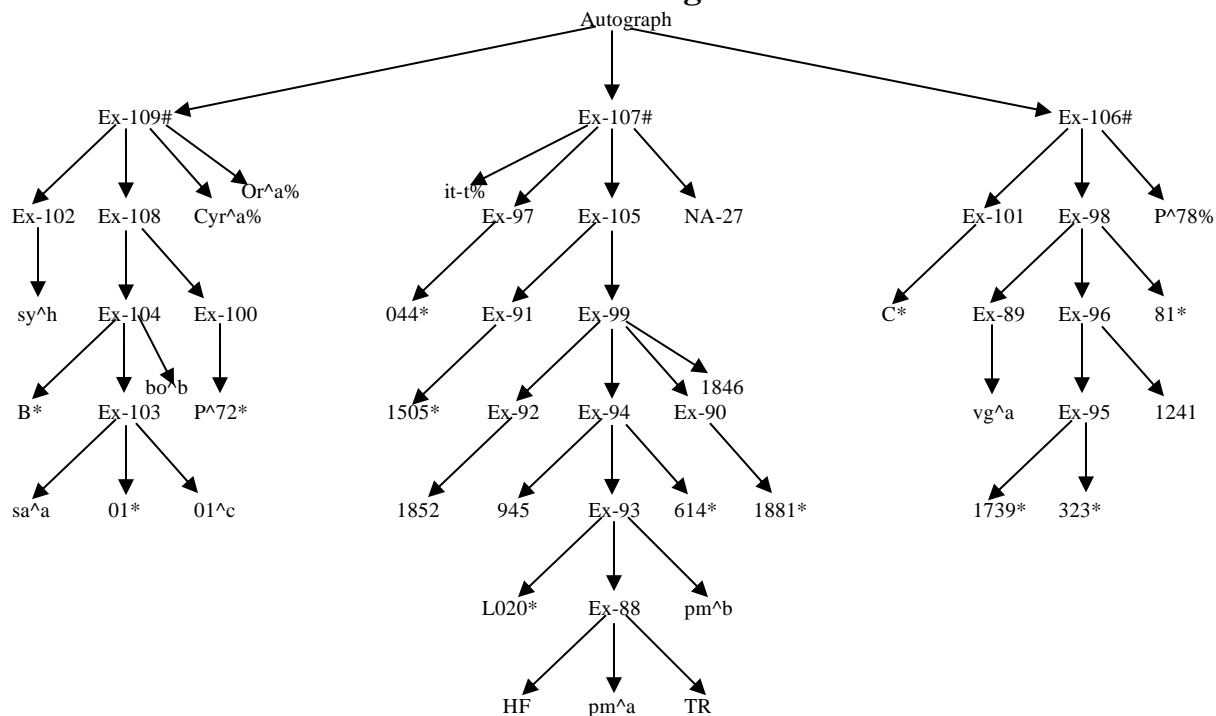 g
Autograph
Ex-109# Ex-107# Ex-106#
Or^a% it-t%
Ex-102 Ex-108 Cyr^a% Ex-97 Ex-105 NA-27 Ex-101 Ex-98 P^78%
sy^h Ex-104 Ex-100 044* Ex-91 Ex-99 C* Ex-89 Ex-96 81*
bo^b 1846
B* Ex-103 P^72* 1505* Ex-92 Ex-94 Ex-90 vg^a Ex-95 1241
sa^a 01* 01^c 1852 945 Ex-93 614* 1881* 1739* 323*
L020* Ex-88 pm^b
HF pm^a TR